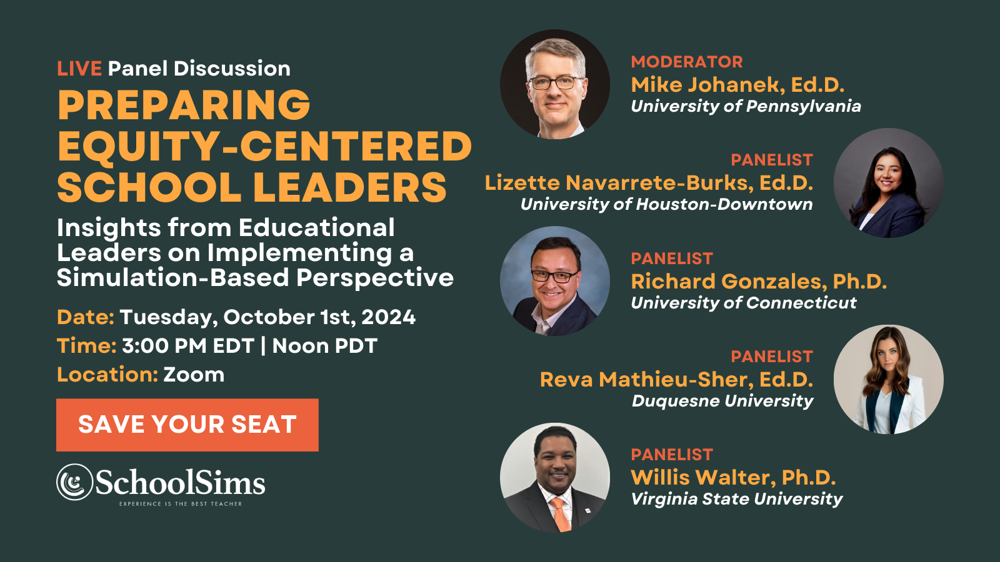 LIVE Panel Discussion
PREPARING
EQUITY-CENTERED
SCHOOL LEADERS
Insights from Educational
Leaders on Implementing a
Simulation-Based Perspective
Date: Tuesday, October 1st, 2024
Time: 3:00 PM EDT | Noon PDT
Location: Zoom
SAVE YOUR SEAT
SchoolSims
EXPERIENCE IS THE BEST TEACHER
MODERATOR
Mike Johanek, Ed.D.
University of Pennsylvania
PANELIST
Lizette Navarrete-Burks, Ed.D.
University of Houston-Downtown
PANELIST
Richard Gonzales, Ph.D.
University of Connecticut
PANELIST
Reva Mathieu-Sher, Ed.D.
Duquesne University
PANELIST
Willis Walter, Ph.D.
Virginia State University